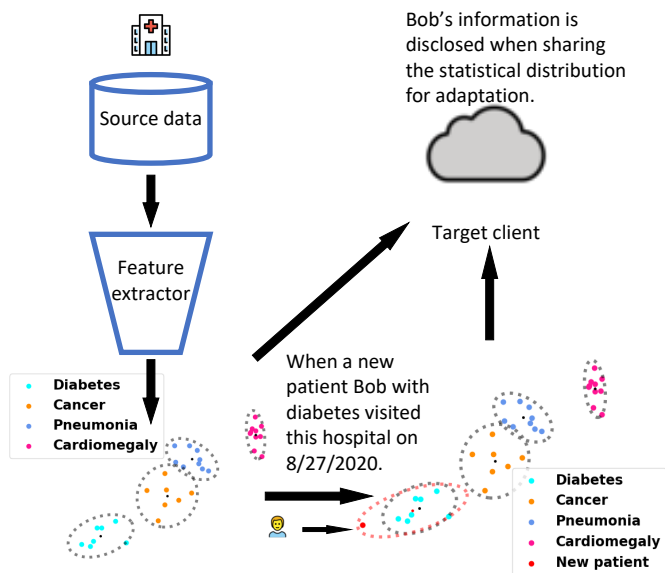 Bob’s information is
disclosed when sharing
the statistical distribution
for adaptation.
Source data
Target client
Feature
extractor
When a new
patient Bob with
diabetes visited
this hospital on
8/27/2020.
Diabetes
Cancer
Pneumonia
Cardiomegaly
Diabetes
Cancer
Pneumonia
Cardiomegaly
New patient